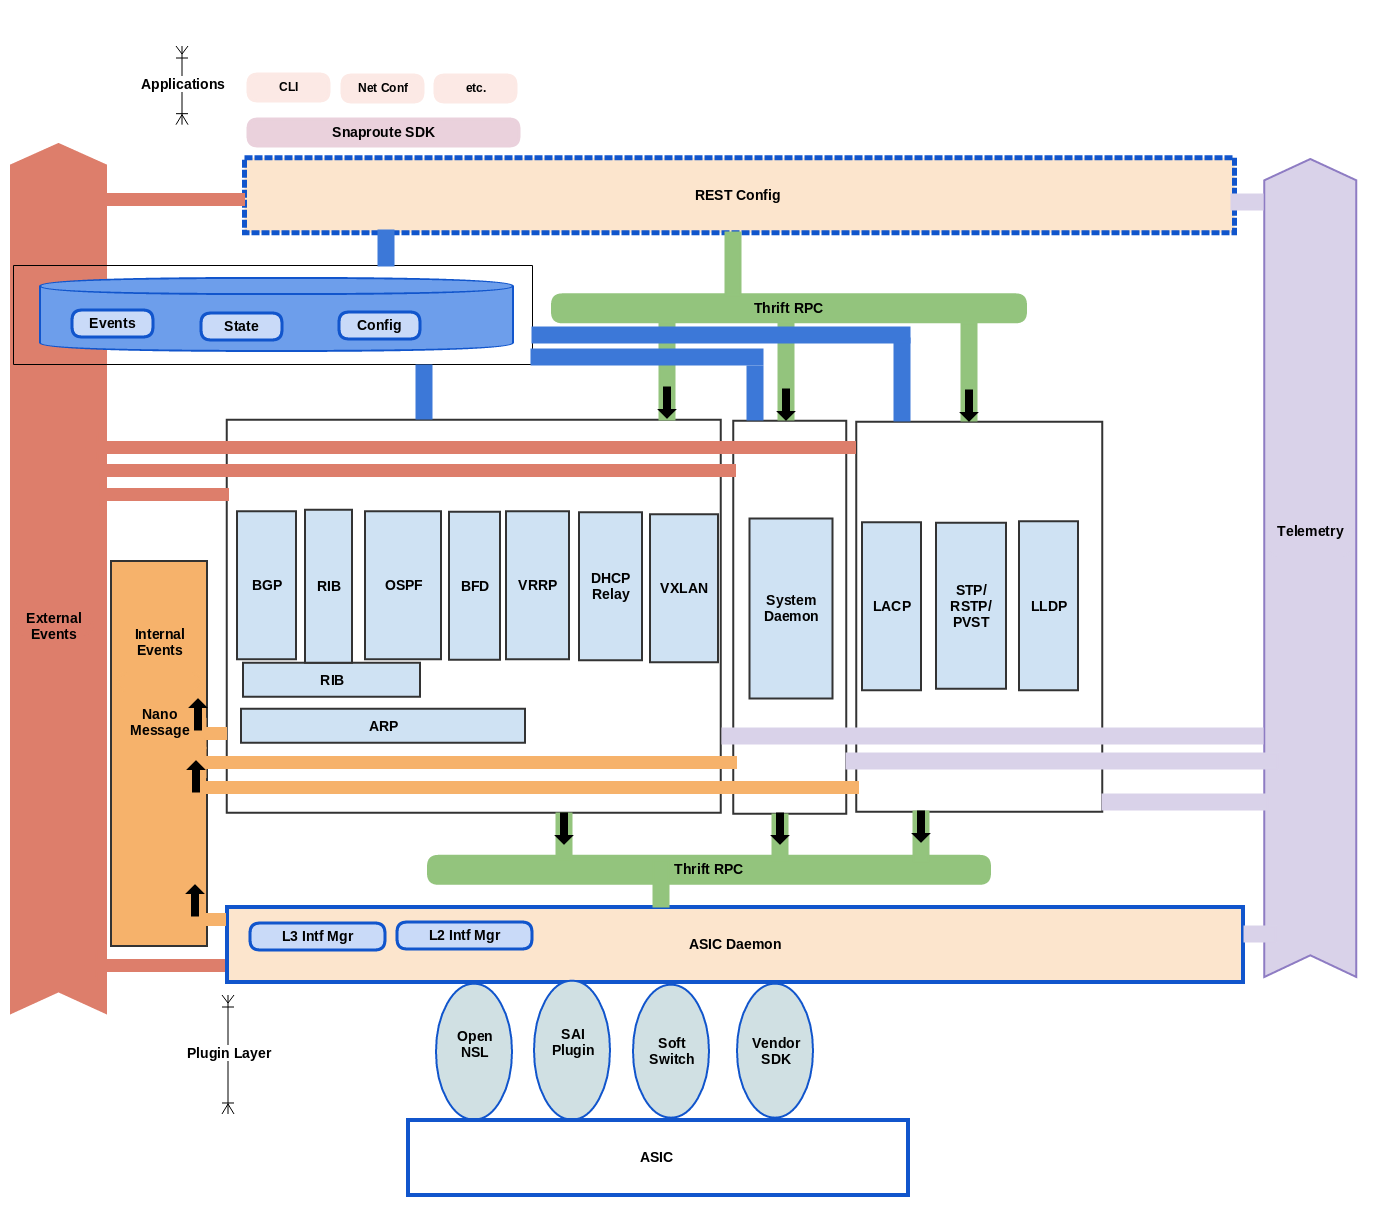 Applications
CLI
Net Conf
etc.
Snaproute SDK
REST Config
Thrift RPC
Events
State
Config
Telemetry
External
Events
Internal
Events
Nano
Message
BGP
RIB
OSPF
BFD
VRRP
DHCP
Relay
VXLAN
System
Daemon
LACP
STP/
RSTP/
PVST
LLDP
RIB
ARP
Thrift RPC
L3 Intf Mgr
L2 Intf Mgr
ASIC Daemon
Plugin Layer
Open
NSL
SAI
Plugin
Soft
Switch
Vendor
SDK
ASIC